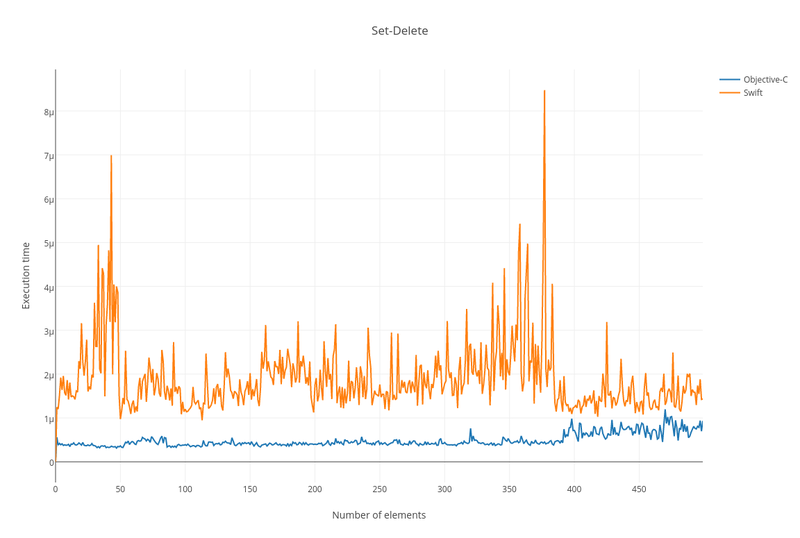 Set-Delete
Objective-C
Swift
Execution time
8μ
7μ
6μ
5μ
4μ
3μ
2μ
1μ
0
0 50 100 150 200 250 300 350 400 450
Number of elements